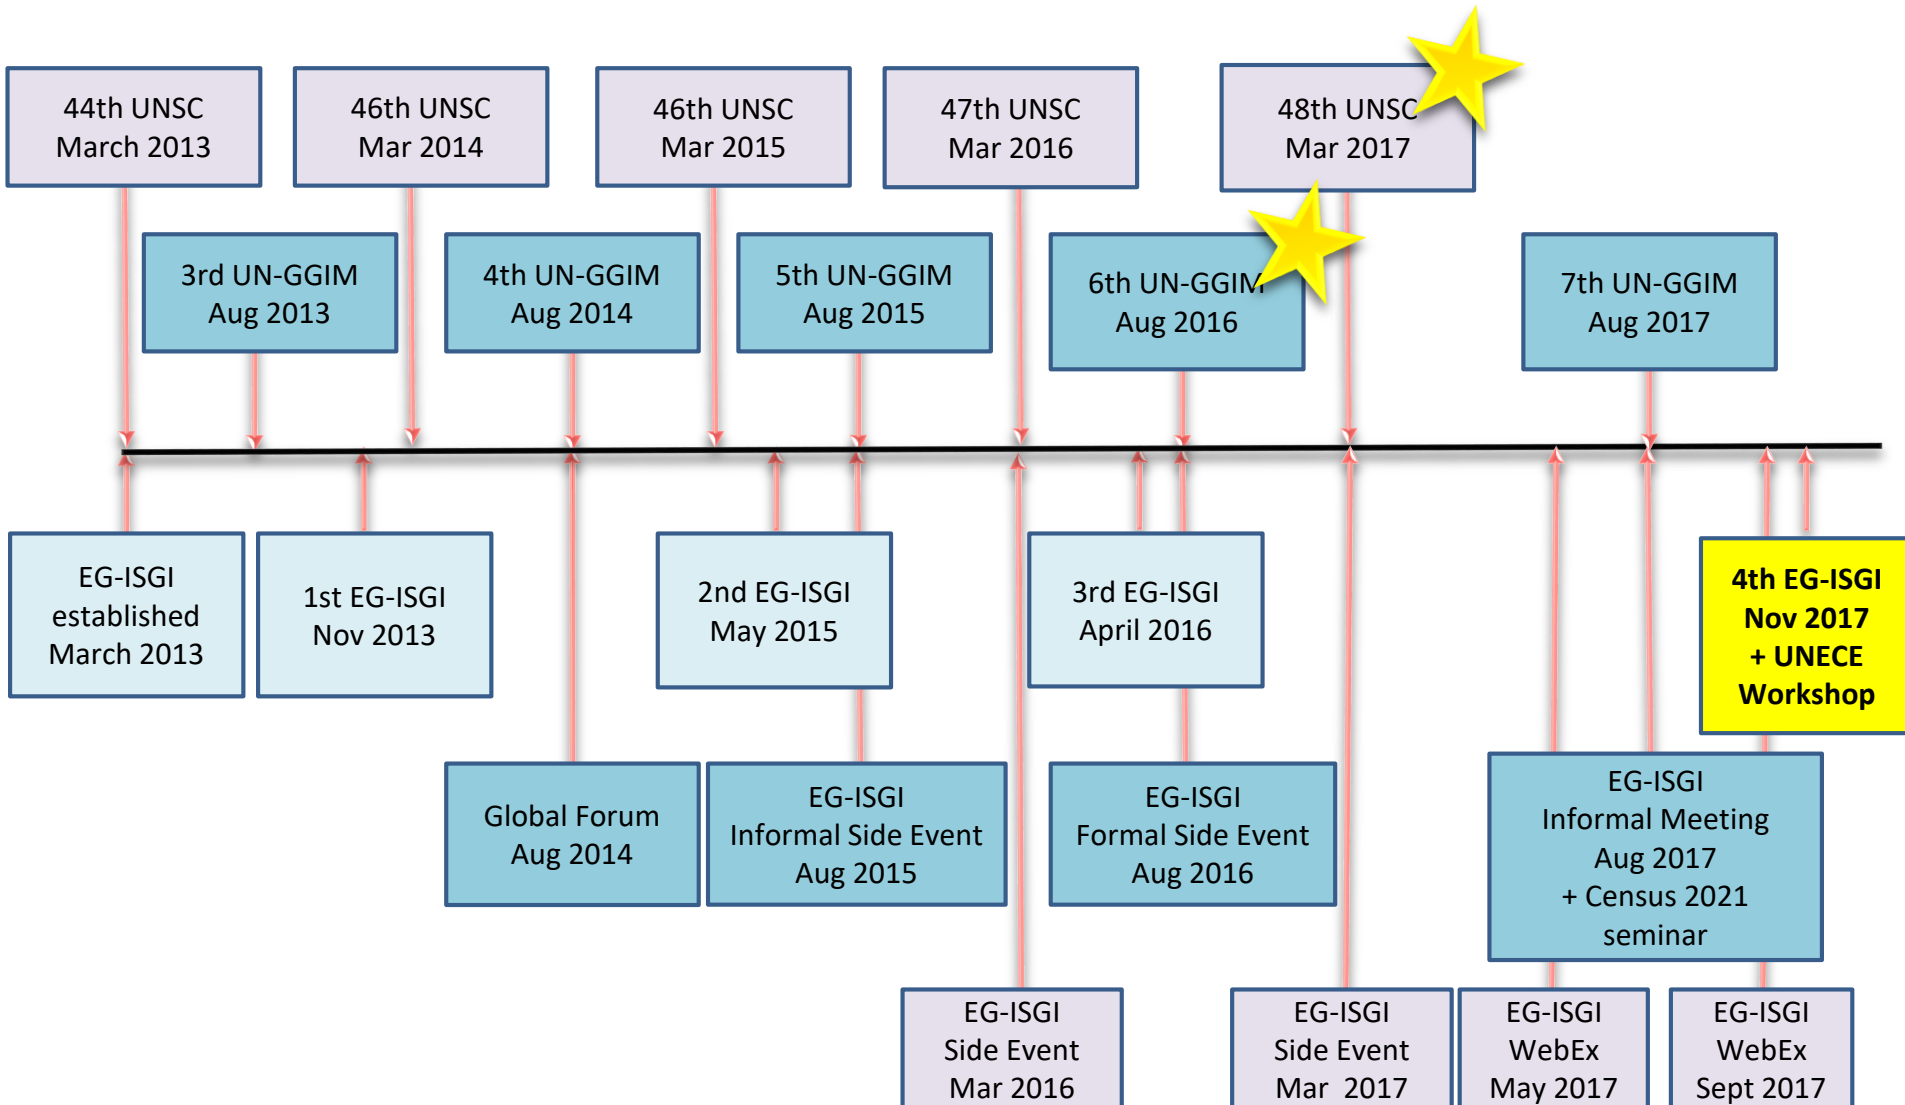 44th UNSC
March 2013
46th UNSC
Mar 2014
46th UNSC
Mar 2015
47th UNSC
Mar 2016
48th UNSC
Mar 2017
3rd UN-GGIM
Aug 2013
4th UN-GGIM
Aug 2014
5th UN-GGIM
Aug 2015
6th UN-GGIM
Aug 2016
7th UN-GGIM
Aug 2017
EG-ISGI
established
March 2013
1st EG-ISGI
Nov 2013
2nd EG-ISGI
May 2015
3rd EG-ISGI
April 2016
4th EG-ISGI
Nov 2017
+ UNECE
Workshop
Global Forum
Aug 2014
EG-ISGI
Informal Side Event
Aug 2015
EG-ISGI
Formal Side Event
Aug 2016
EG-ISGI
Informal Meeting
Aug 2017
+ Census 2021
seminar
EG-ISGI
Side Event
Mar 2016
EG-ISGI
Side Event
Mar  2017
EG-ISGI
WebEx
May 2017
EG-ISGI
WebEx
Sept 2017